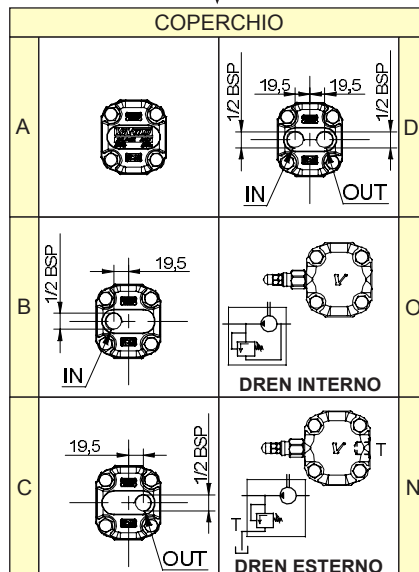 COPERCHIO
A
1/2 BSP
19,5
19,5
1/2 BSP
IN
OUT
D
B
1/2 BSP
19,5
IN
V
DREN INTERNO
O
C
19,5
1/2 BSP
OUT
V
T
T
DREN ESTERNO
N